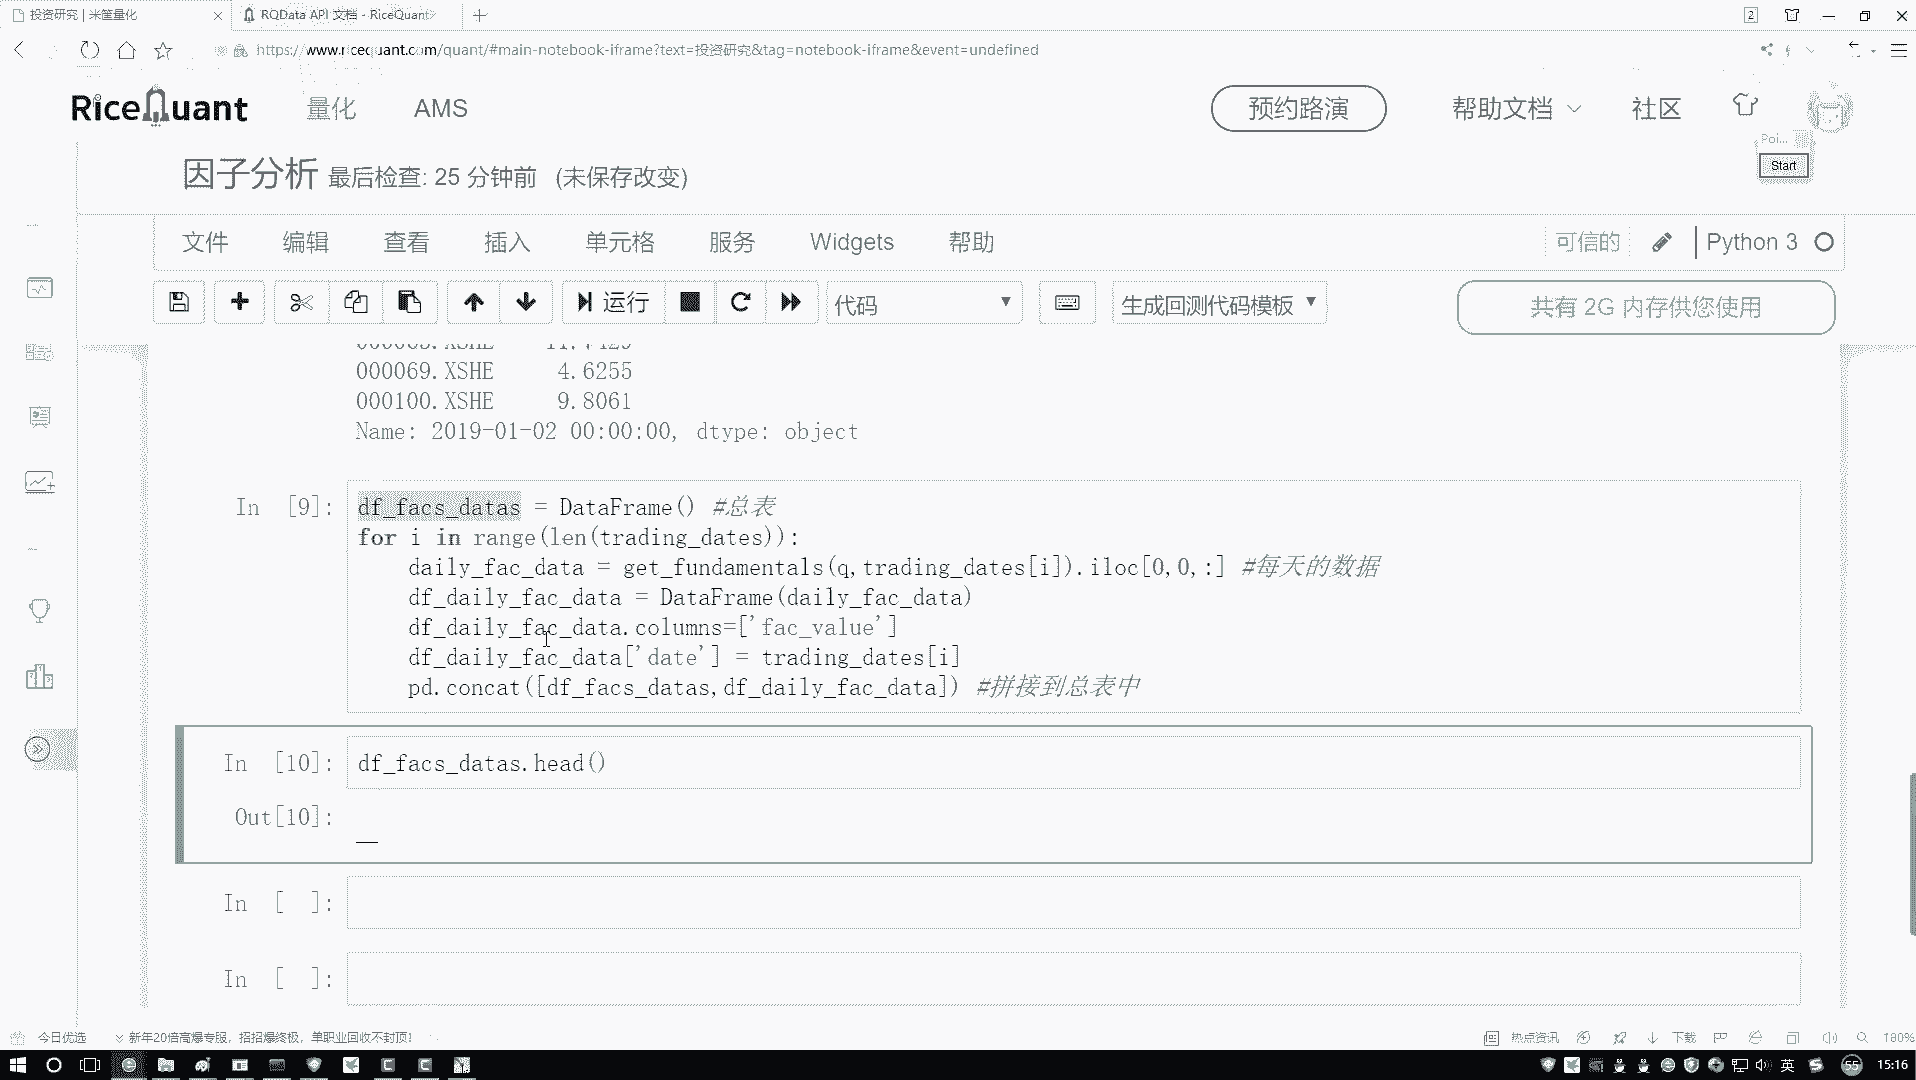 投资研究 | 米筐量化
RQData API 文档 - RiceQuant
2
https://www.ricequant.com/quant/#main-notebook-iframe?text=投资研究&tag=notebook-iframe&event=undefined
RiceQuant
量化
AMS
预约路演
帮助文档
社区
Poi...
Start
因子分析 最后检查: 25 分钟前 (未保存改变)
文件 编辑 查看 插入 单元格 服务 Widgets 帮助
可信的
Python 3
运行
代码
生成回测代码模板
共有 2G 内存供您使用
000069.XSHE 4.6255
000100.XSHE 9.8061
Name: 2019-01-02 00:00:00, dtype: object
In [9]:
df_facs_datas = DataFrame() #总表
for i in range(len(trading_dates)):
daily_fac_data = get_fundamentals(q,trading_dates[i]).iloc[0,0,:] #每天的数据
df_daily_fac_data = DataFrame(daily_fac_data)
df_daily_fac_data.columns=['fac_value']
df_daily_fac_data['date'] = trading_dates[i]
pd.concat([df_facs_datas,df_daily_fac_data]) #拼接到总表中
In [10]:
df_facs_datas.head()
Out[10]:
In [ ]:
In [ ]:
今日优选
新年20倍高爆专服，招招爆终极，单职业回收不封顶!
热点资讯
下载
180%
英
55
15:16